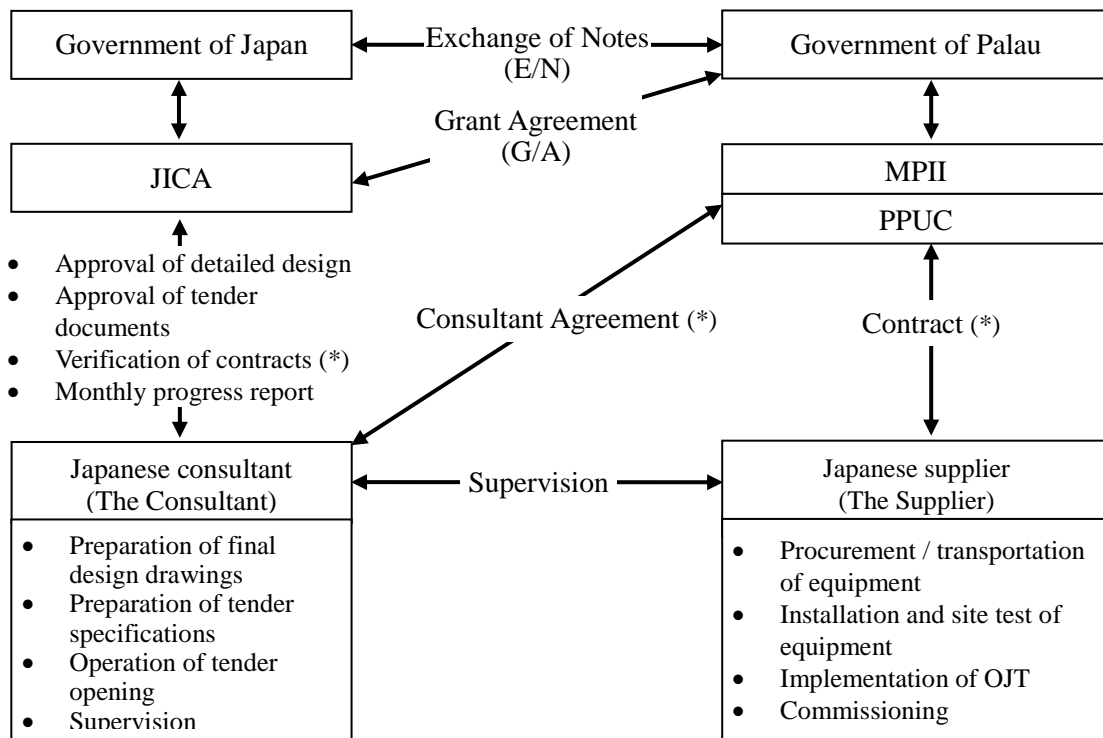 Government of Japan
Exchange of Notes
(E/N)
Government of Palau
Grant Agreement
(G/A)
JICA
MPII
PPUC
• Approval of detailed design
• Approval of tender
documents
• Verification of contracts (*)
• Monthly progress report
Consultant Agreement (*)
Contract (*)
Japanese consultant
(The Consultant)
Supervision
Japanese supplier
(The Supplier)
• Preparation of final
design drawings
• Preparation of tender
specifications
• Operation of tender
opening
• Supervision
• Procurement / transportation
of equipment
• Installation and site test of
equipment
• Implementation of OJT
• Commissioning